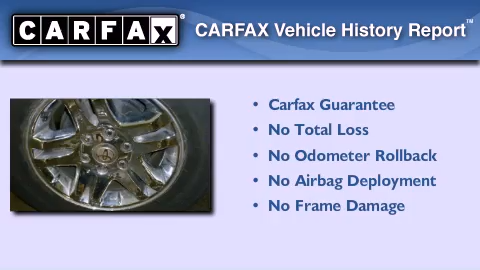 CARFAX® CARFAX Vehicle History Report™
• Carfax Guarantee
• No Total Loss
• No Odometer Rollback
• No Airbag Deployment
• No Frame Damage